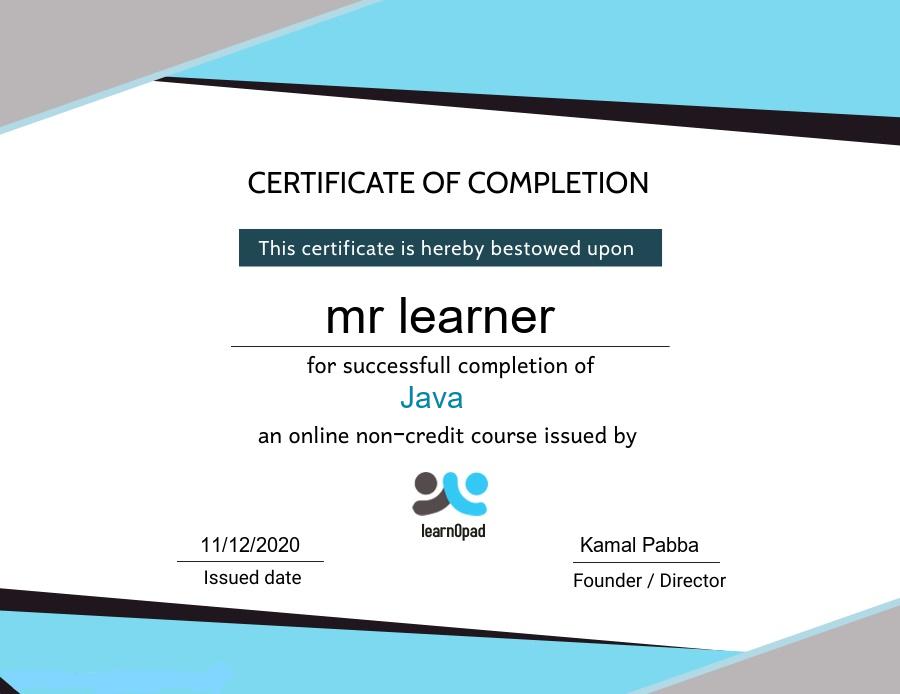 CERTIFICATE OF COMPLETION
This certificate is hereby bestowed upon
mr learner
for successfull completion of
Java
an online non-credit course issued by
learnOpad
11/12/2020
Issued date
Kamal Pabba
Founder / Director